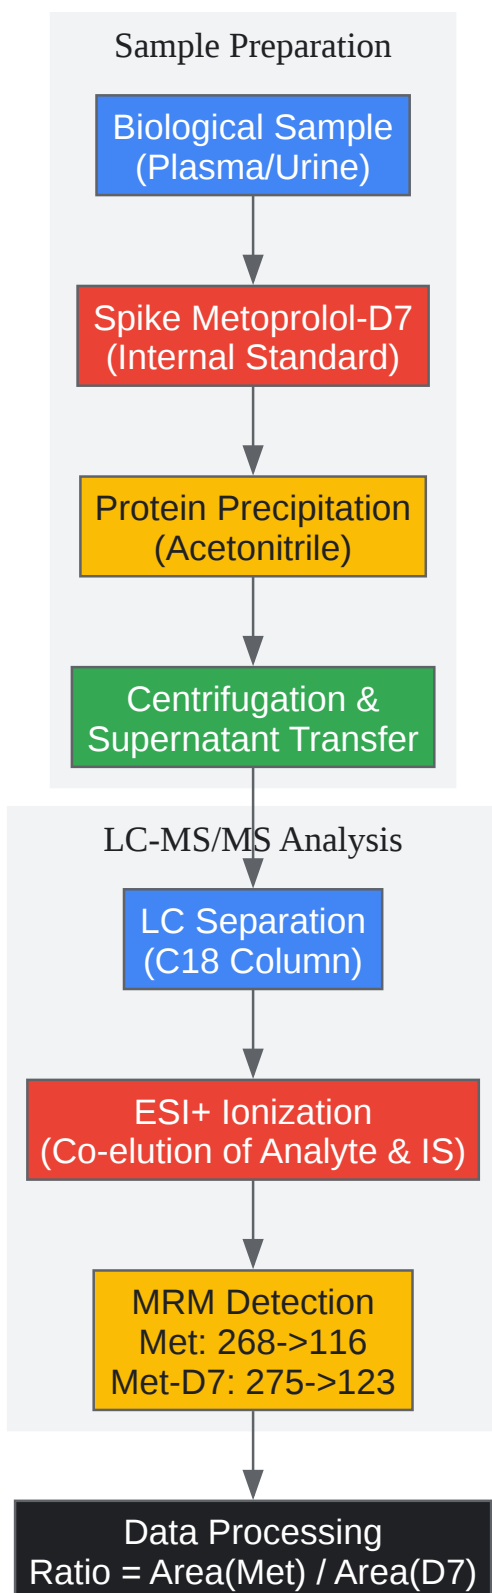 Sample Preparation
Biological Sample
(Plasma/Urine)
Spike Metoprolol-D7
(Internal Standard)
Protein Precipitation
(Acetonitrile)
Centrifugation &
Supernatant Transfer
LC-MS/MS Analysis
LC Separation
(C18 Column)
ESI+ Ionization
(Co-elution of Analyte & IS)
MRM Detection
Met: 268->116
Met-D7: 275->123
Data Processing
Ratio = Area(Met) / Area(D7)